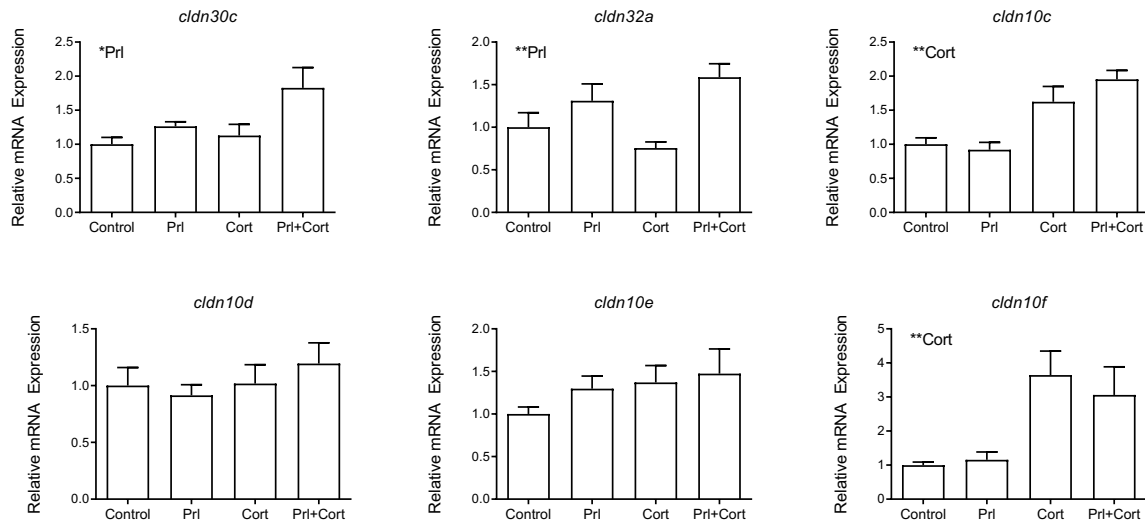 cldn30c
Relative mRNA Expression
2.5
2.0
1.5
1.0
0.5
0.0
*Prl
Control Prl Cort Prl+Cort
cldn32a
Relative mRNA Expression
2.0
1.5
1.0
0.5
0.0
**Prl
Control Prl Cort Prl+Cort
cldn10c
Relative mRNA Expression
2.5
2.0
1.5
1.0
0.5
0.0
**Cort
Control Prl Cort Prl+Cort
cldn10d
Relative mRNA Expression
1.5
1.0
0.5
0.0
Control Prl Cort Prl+Cort
cldn10e
Relative mRNA Expression
2.0
1.5
1.0
0.5
0.0
Control Prl Cort Prl+Cort
cldn10f
Relative mRNA Expression
5
4
3
2
1
0
**Cort
Control Prl Cort Prl+Cort